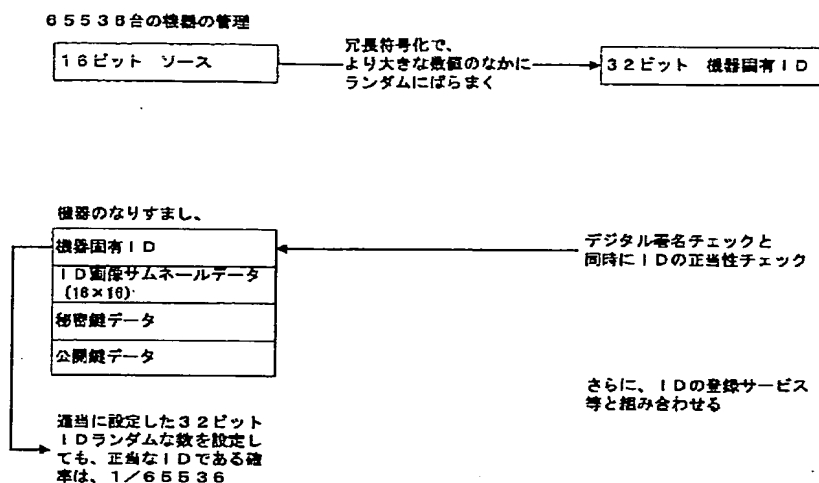 65536台の機器の管理
16ビット ソース
冗長符号化で、
より大きな数値のなかに
ランダムにばらまく
32ビット 機器固有ID
機器のなりすまし、
機器固有ID
ID画像サムネールデータ
(16×16)
秘密鍵データ
公開鍵データ
デジタル署名チェックと
同時にIDの正当性チェック
さらに、IDの登録サービス
等と組み合わせる
適当に設定した32ビット
IDランダムな数を設定し
ても、正当なIDである確
率は、1/65536